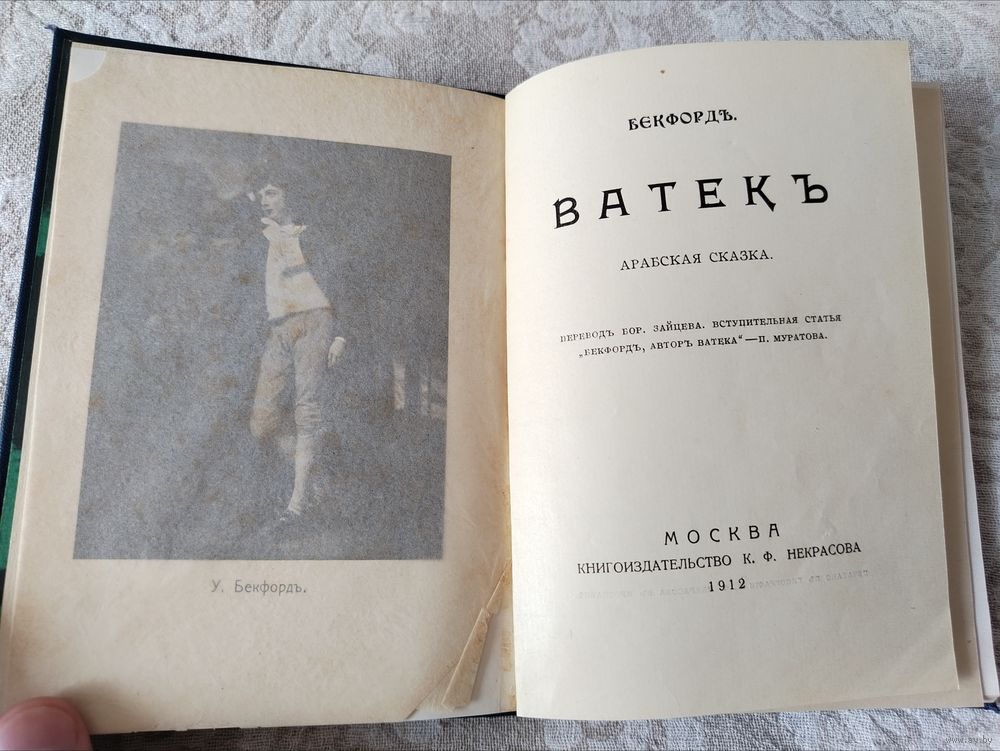 У. Бекфордъ.
БЕКФОРДЪ.
ВАТЕКЪ
АРАБСКАЯ СКАЗКА.
ПЕРЕВОДЪ БОР. ЗАЙЦЕВА. ВСТУПИТЕЛЬНАЯ СТАТЬЯ
„БЕКФОРДЪ, АВТОРЪ ВАТЕКА“—П. МУРАТОВА.
МОСКВА
КНИГОИЗДАТЕЛЬСТВО К. Ф. НЕКРАСОВА
1912